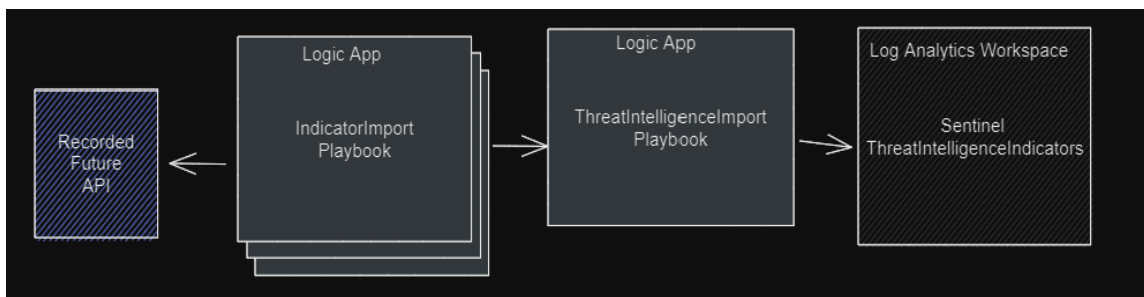 Recorded
Future
API
Logic App
IndicatorImport
Playbook
Logic App
ThreatIntelligenceImport
Playbook
Log Analytics Workspace
Sentinel
ThreatIntelligenceIndicators